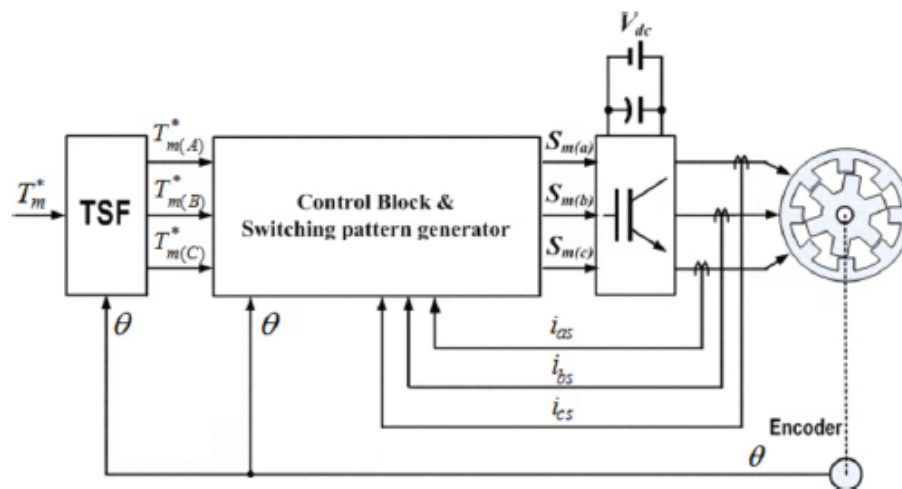 V_dc
T*_m
TSF
T*_m(A)
T*_m(B)
T*_m(C)
Control Block &
Switching pattern generator
S_m(a)
S_m(b)
S_m(c)
θ
θ
i_as
i_bs
i_cs
Encoder
θ